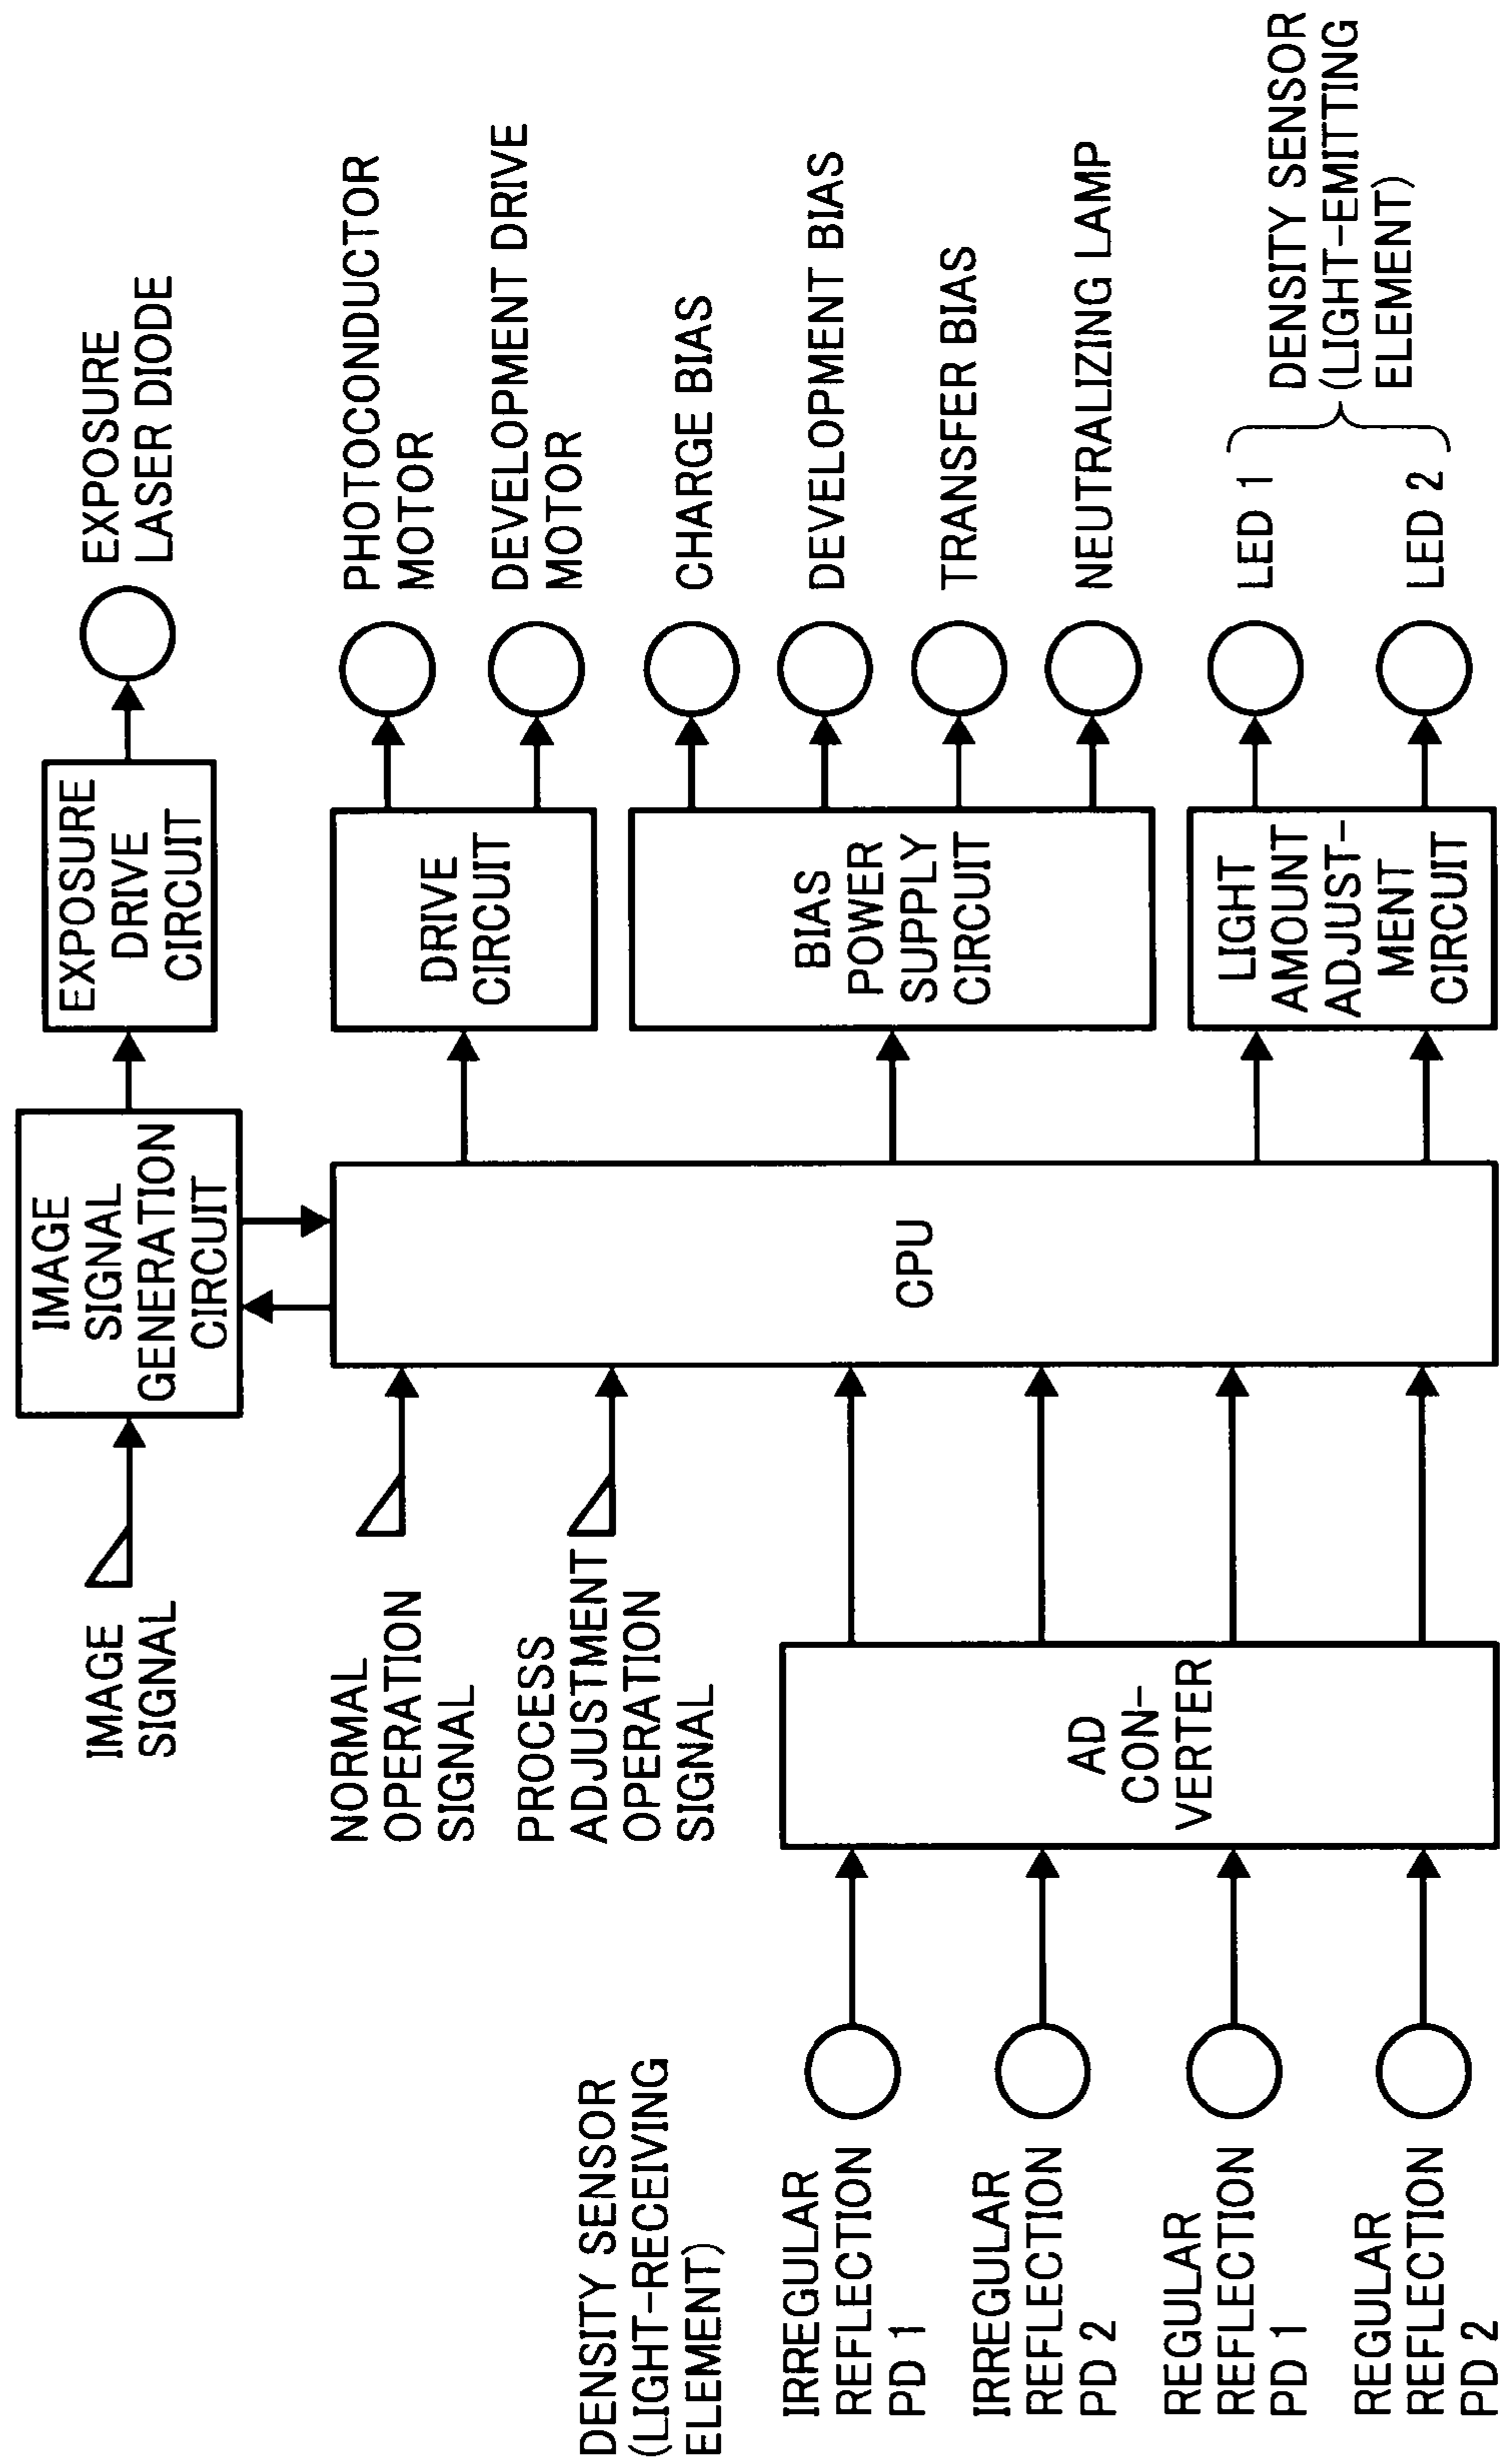 IMAGE
SIGNAL
IMAGE
SIGNAL
GENERATION
CIRCUIT
EXPOSURE
DRIVE
CIRCUIT
EXPOSURE
LASER DIODE
NORMAL
OPERATION
SIGNAL
PROCESS
ADJUSTMENT
OPERATION
SIGNAL
DENSITY SENSOR
(LIGHT-RECEIVING
ELEMENT)
IRREGULAR
REFLECTION
PD 1
IRREGULAR
REFLECTION
PD 2
REGULAR
REFLECTION
PD 1
REGULAR
REFLECTION
PD 2
AD
CON-
VERTER
CPU
DRIVE
CIRCUIT
PHOTOCONDUCTOR
MOTOR
DEVELOPMENT DRIVE
MOTOR
BIAS
POWER
SUPPLY
CIRCUIT
CHARGE BIAS
DEVELOPMENT BIAS
TRANSFER BIAS
NEUTRALIZING LAMP
LIGHT
AMOUNT
ADJUST-
MENT
CIRCUIT
LED 1
LED 2
DENSITY SENSOR
(LIGHT-EMITTING
ELEMENT)